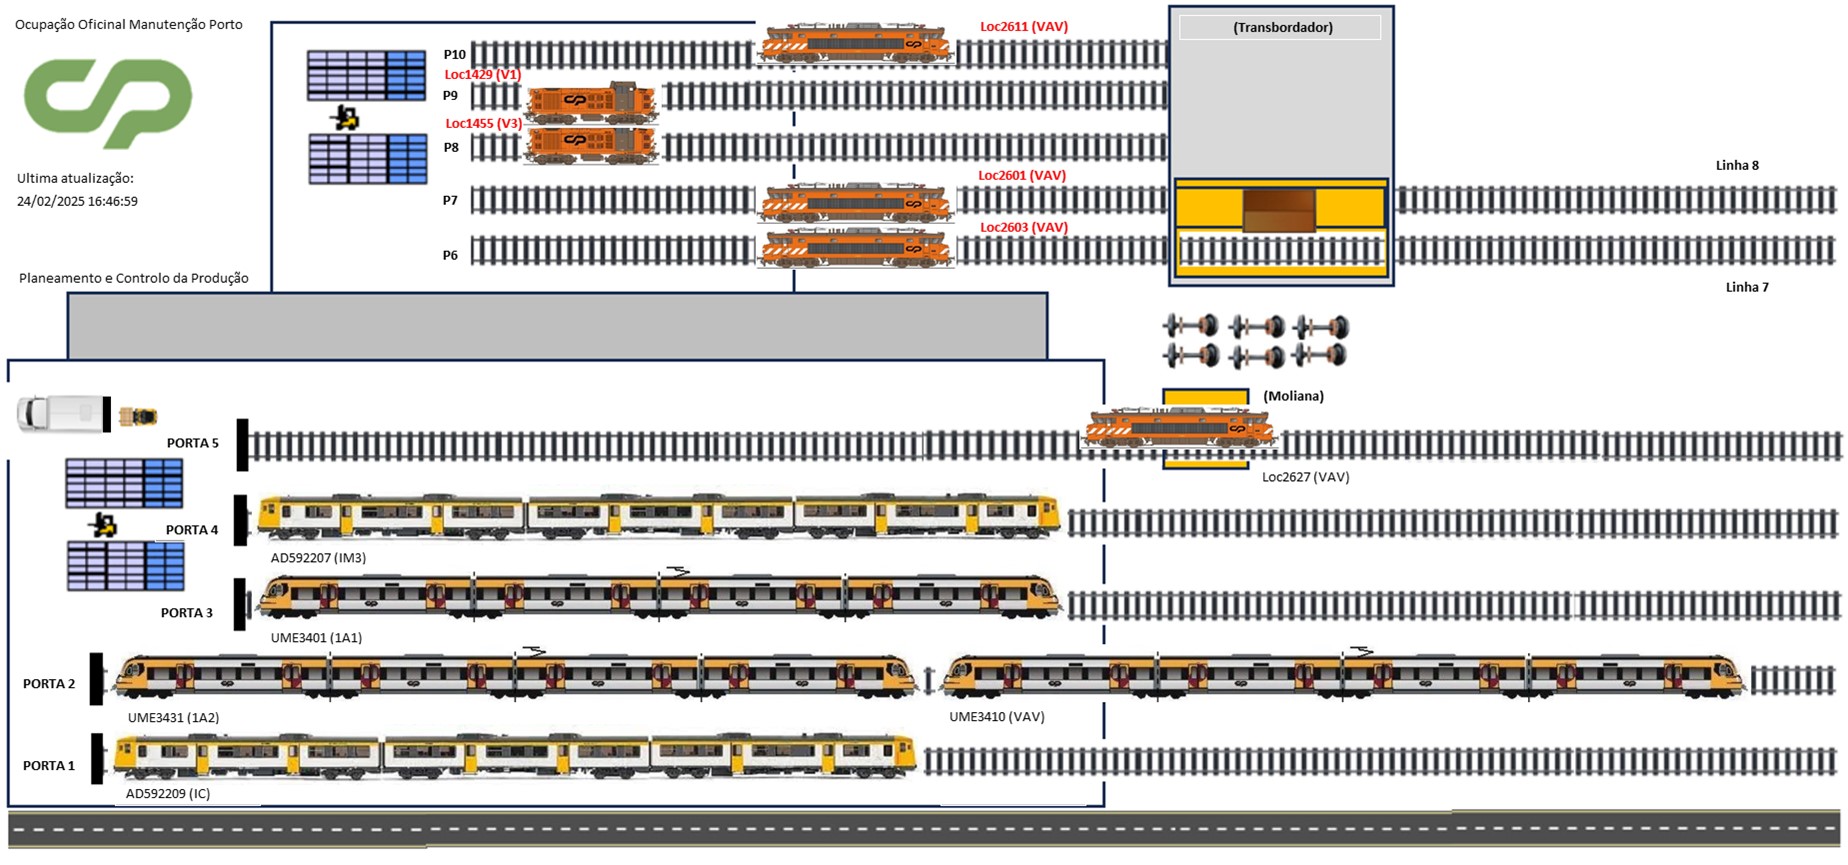 Ocupação Oficinal Manutenção Porto
CP
Ultima atualização:
24/02/2025 16:46:59
Planeamento e Controlo da Produção
P10
Loc2611 (VAV)
(Transbordador)
Loc1429 (V1)
P9
Loc1455 (V3)
P8
Loc2601 (VAV)
P7
Linha 8
Loc2603 (VAV)
P6
Linha 7
(Moliana)
PORTA 5
Loc2627 (VAV)
PORTA 4
AD592207 (IM3)
PORTA 3
UME3401 (1A1)
PORTA 2
UME3431 (1A2)
UME3410 (VAV)
PORTA 1
AD592209 (IC)